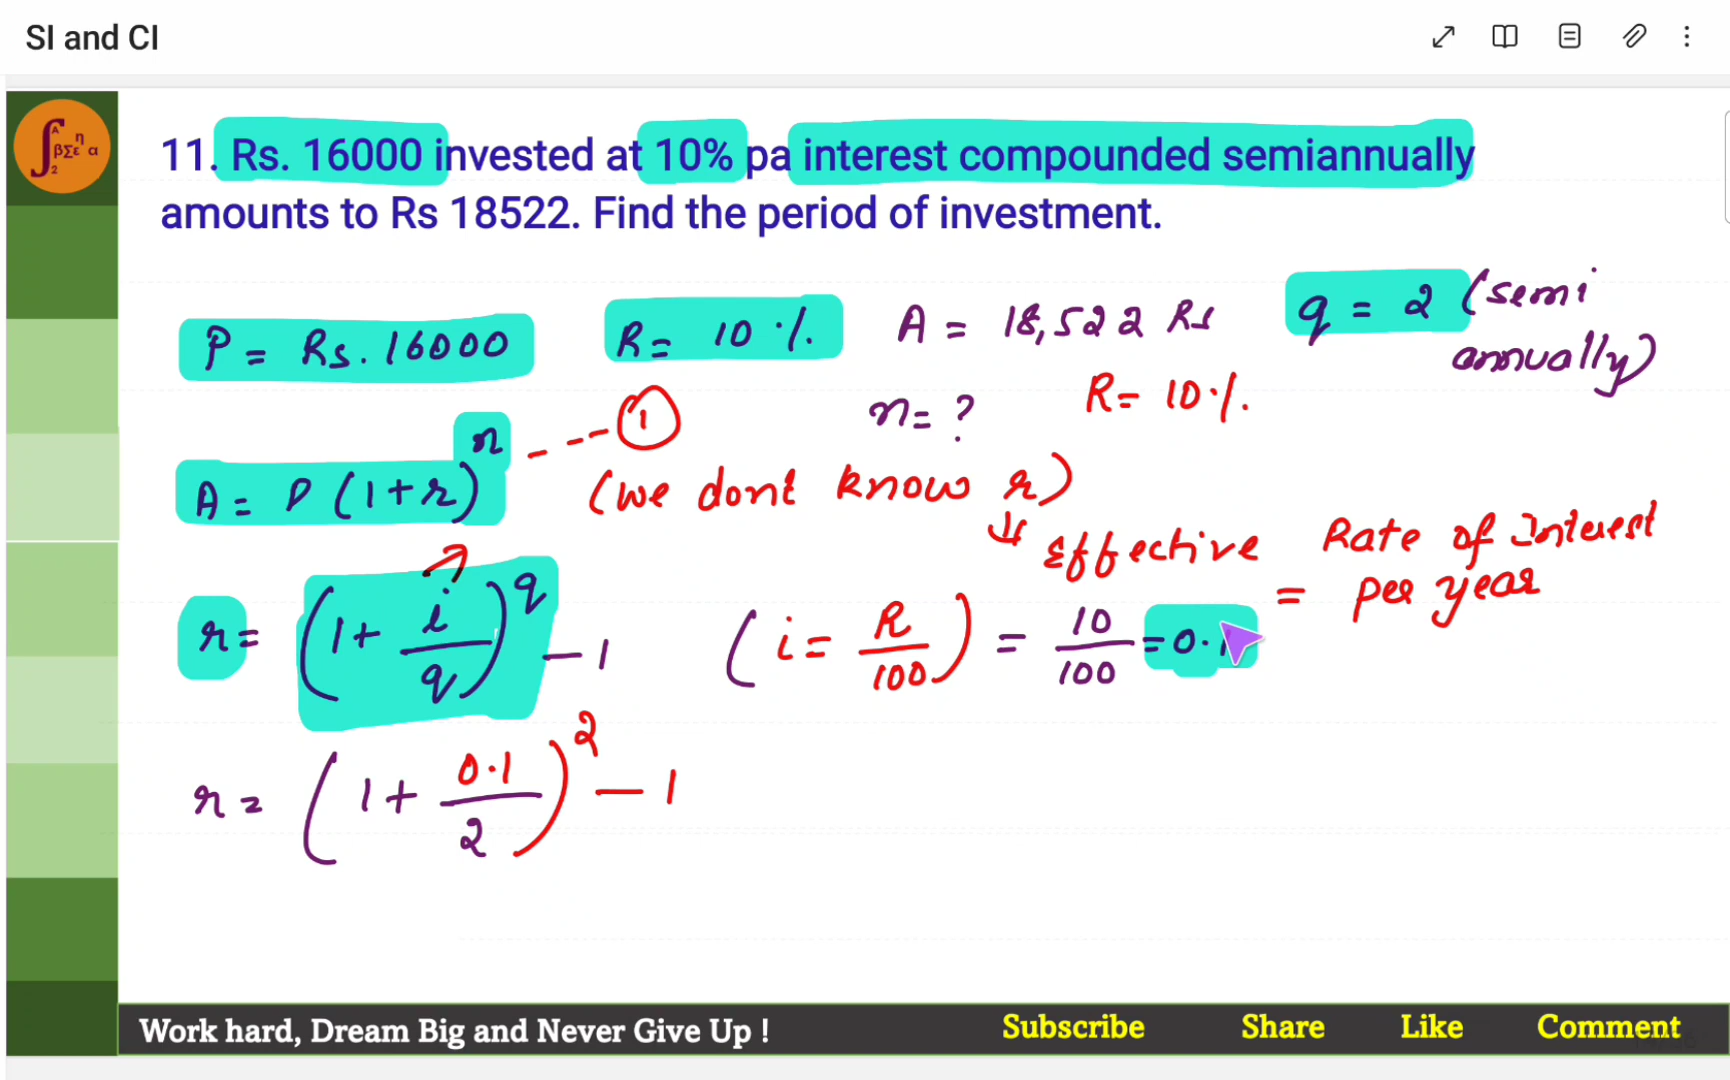 SI and CI
11. Rs. 16000 invested at 10% pa interest compounded semiannually
amounts to Rs 18522. Find the period of investment.
P = Rs. 16000 R = 10 % A = 18,522 Rs q = 2 (semi
annually)
n = ? R = 10 %.
A = P (1+r)^n ---- ①
(we dont know r)
↓ Effective Rate of Interest
= per year
r = (1 + i/q)^q − 1 (i = R/100) = 10/100 = 0.
r = (1 + 0.1/2)^2 − 1
Work hard, Dream Big and Never Give Up ! Subscribe Share Like Comment